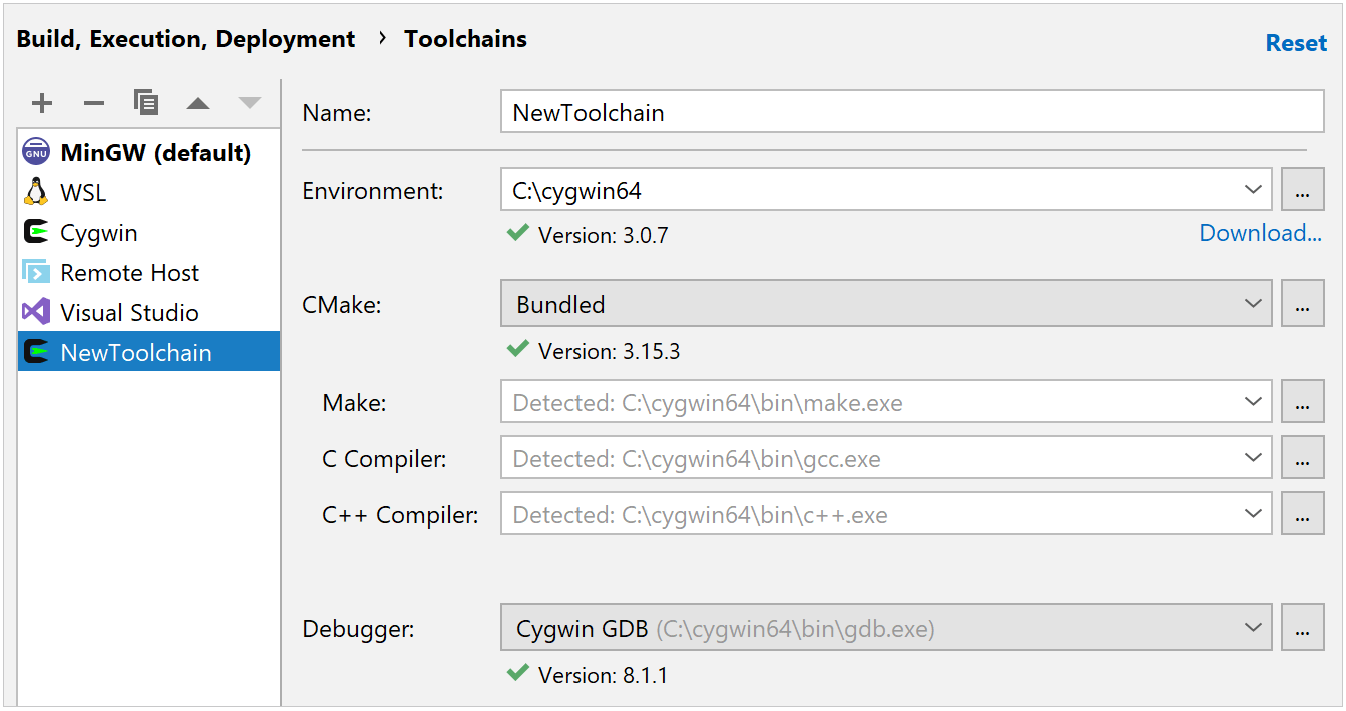 Build, Execution, Deployment › Toolchains
Reset
GNU MinGW (default)
WSL
Cygwin
Remote Host
Visual Studio
NewToolchain
Name: NewToolchain
Environment: C:\cygwin64 ...
Version: 3.0.7 Download...
CMake: Bundled ...
Version: 3.15.3
Make: Detected: C:\cygwin64\bin\make.exe ...
C Compiler: Detected: C:\cygwin64\bin\gcc.exe ...
C++ Compiler: Detected: C:\cygwin64\bin\c++.exe ...
Debugger: Cygwin GDB (C:\cygwin64\bin\gdb.exe) ...
Version: 8.1.1